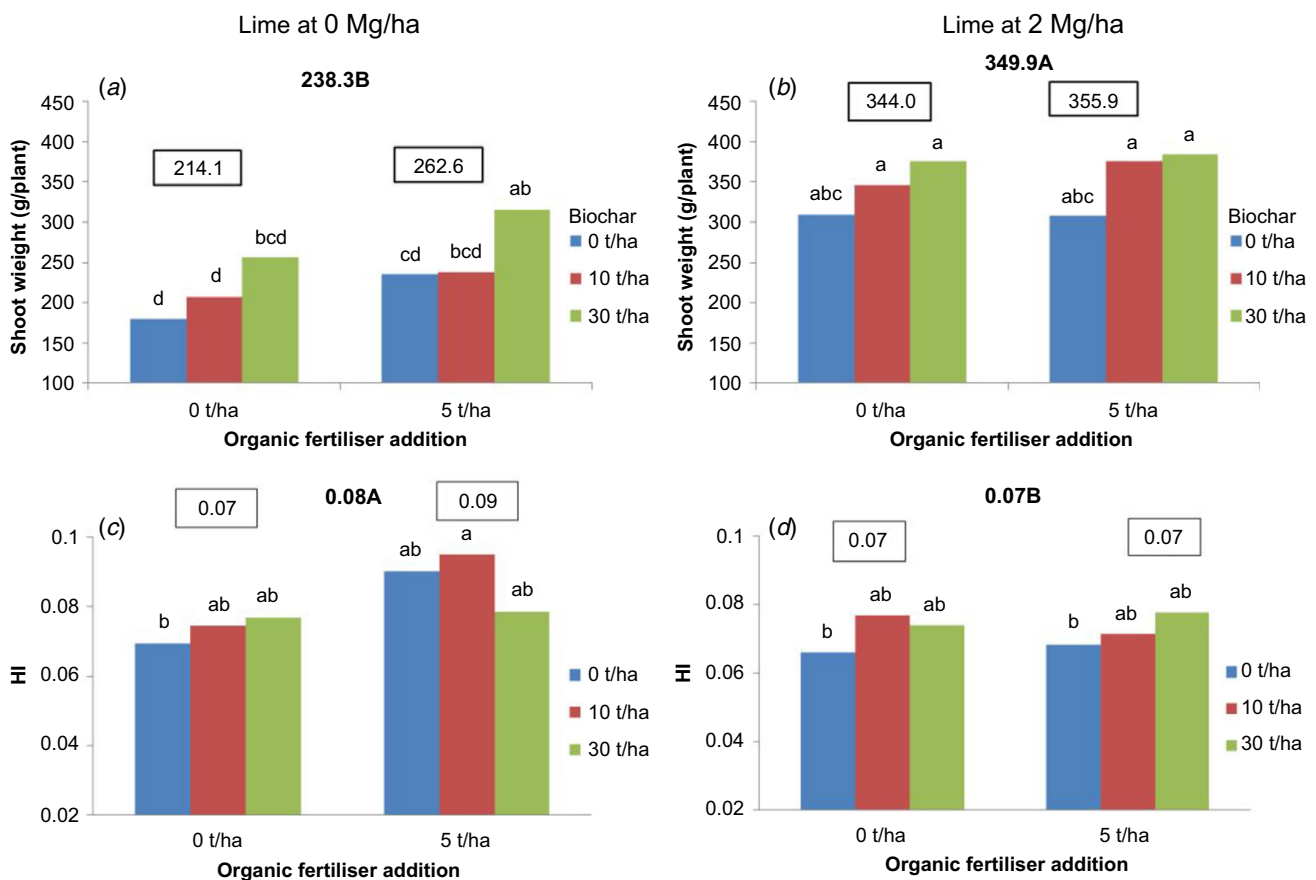 Lime at 0 Mg/ha
Lime at 2 Mg/ha
(a)
238.3B
214.1
262.6
450
400
350
300
250
200
150
100
Shoot wieight (g/plant)
d
d
bcd
cd
bcd
ab
Biochar
0 t/ha
10 t/ha
30 t/ha
0 t/ha
5 t/ha
Organic fertiliser addition
(b)
349.9A
344.0
355.9
450
400
350
300
250
200
150
100
Shoot weight (g/plant)
abc
a
a
abc
a
a
Biochar
0 t/ha
10 t/ha
30 t/ha
0 t/ha
5 t/ha
Organic fertiliser addition
(c)
0.08A
0.07
0.09
0.1
0.08
0.06
0.04
0.02
HI
b
ab
ab
ab
a
ab
0 t/ha
10 t/ha
30 t/ha
0 t/ha
5 t/ha
Organic fertiliser addition
(d)
0.07B
0.07
0.07
0.1
0.08
0.06
0.04
0.02
HI
b
ab
ab
b
ab
ab
0 t/ha
10 t/ha
30 t/ha
0 t/ha
5 t/ha
Organic fertiliser addition